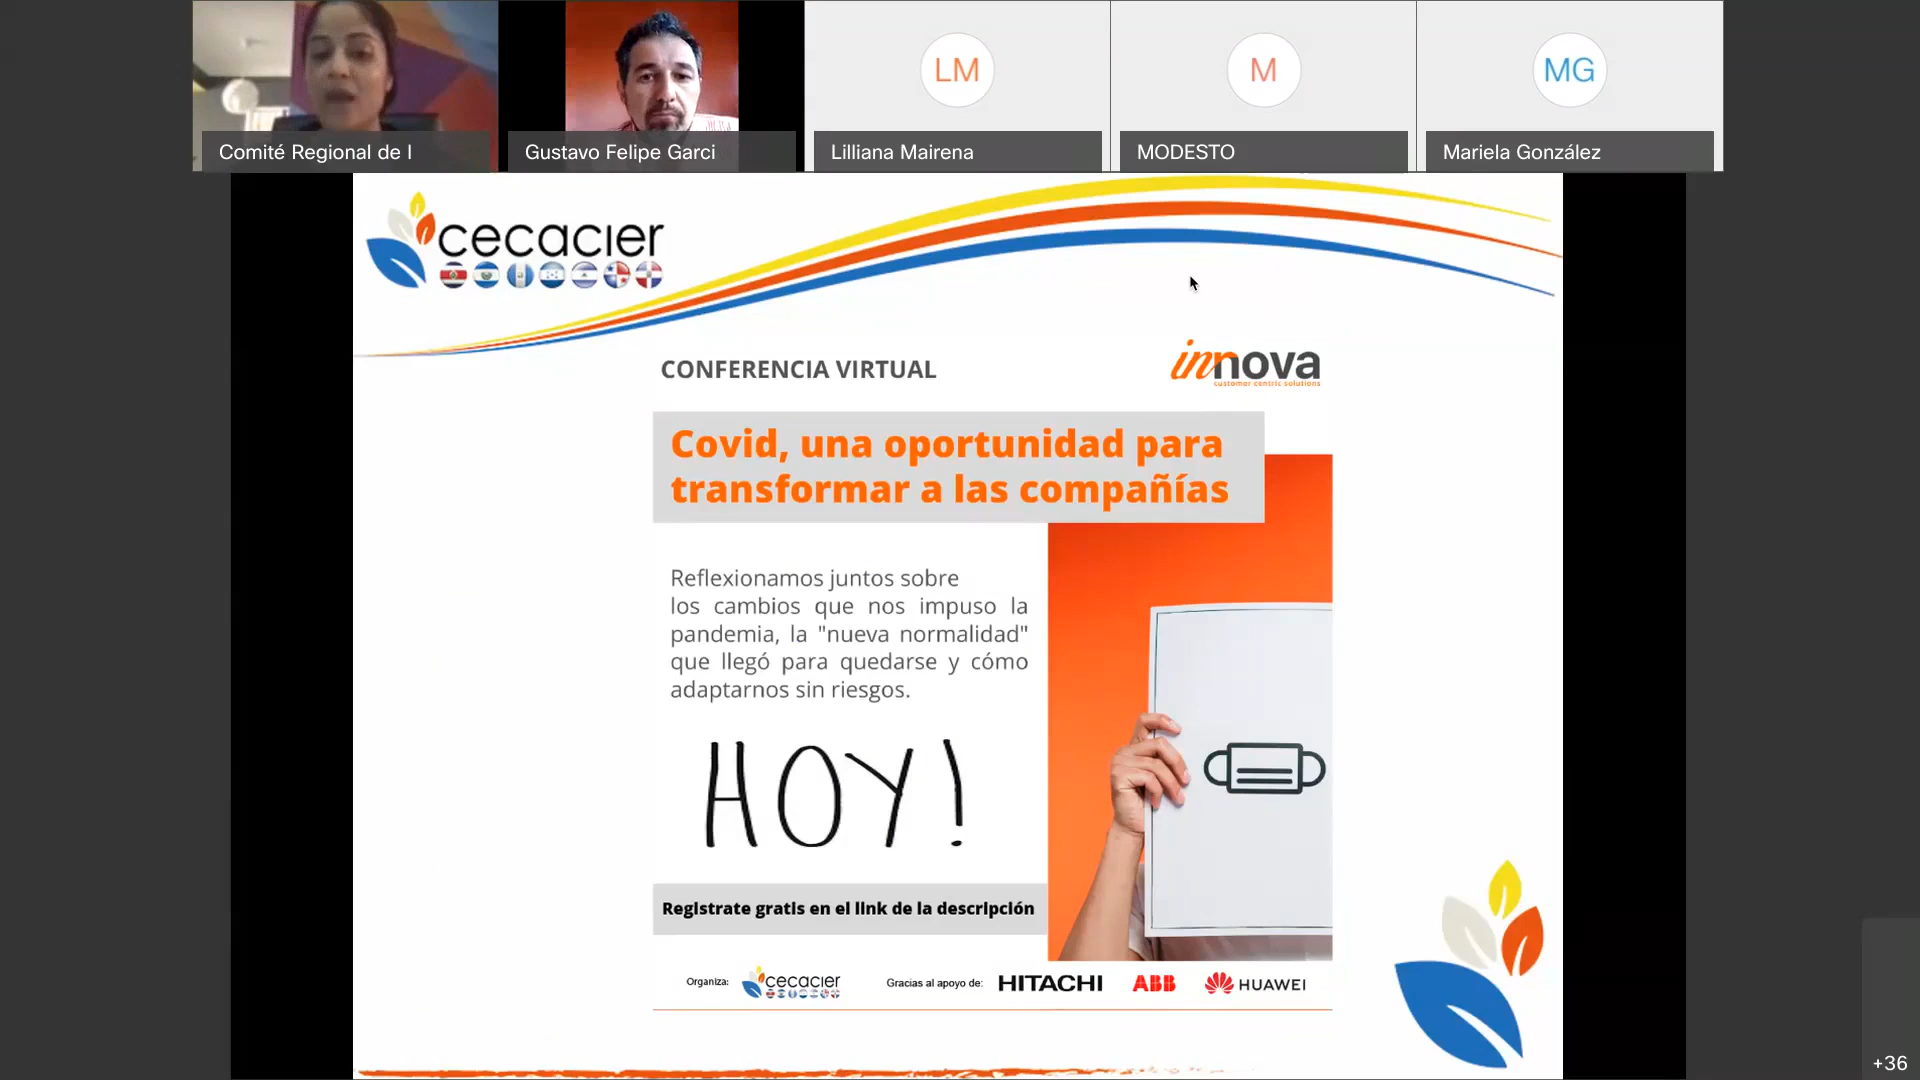 Comité Regional de I
Gustavo Felipe Garci
LM
Lilliana Mairena
M
MODESTO
MG
Mariela González
cecacier
CONFERENCIA VIRTUAL
innova
customer centric solutions
Covid, una oportunidad para
transformar a las compañías
Reflexionamos juntos sobre
los cambios que nos impuso la
pandemia, la "nueva normalidad"
que llegó para quedarse y cómo
adaptarnos sin riesgos.
HOY!
Registrate gratis en el link de la descripción
Organiza:
cecacier
Gracias al apoyo de:
HITACHI
ABB
HUAWEI
+36